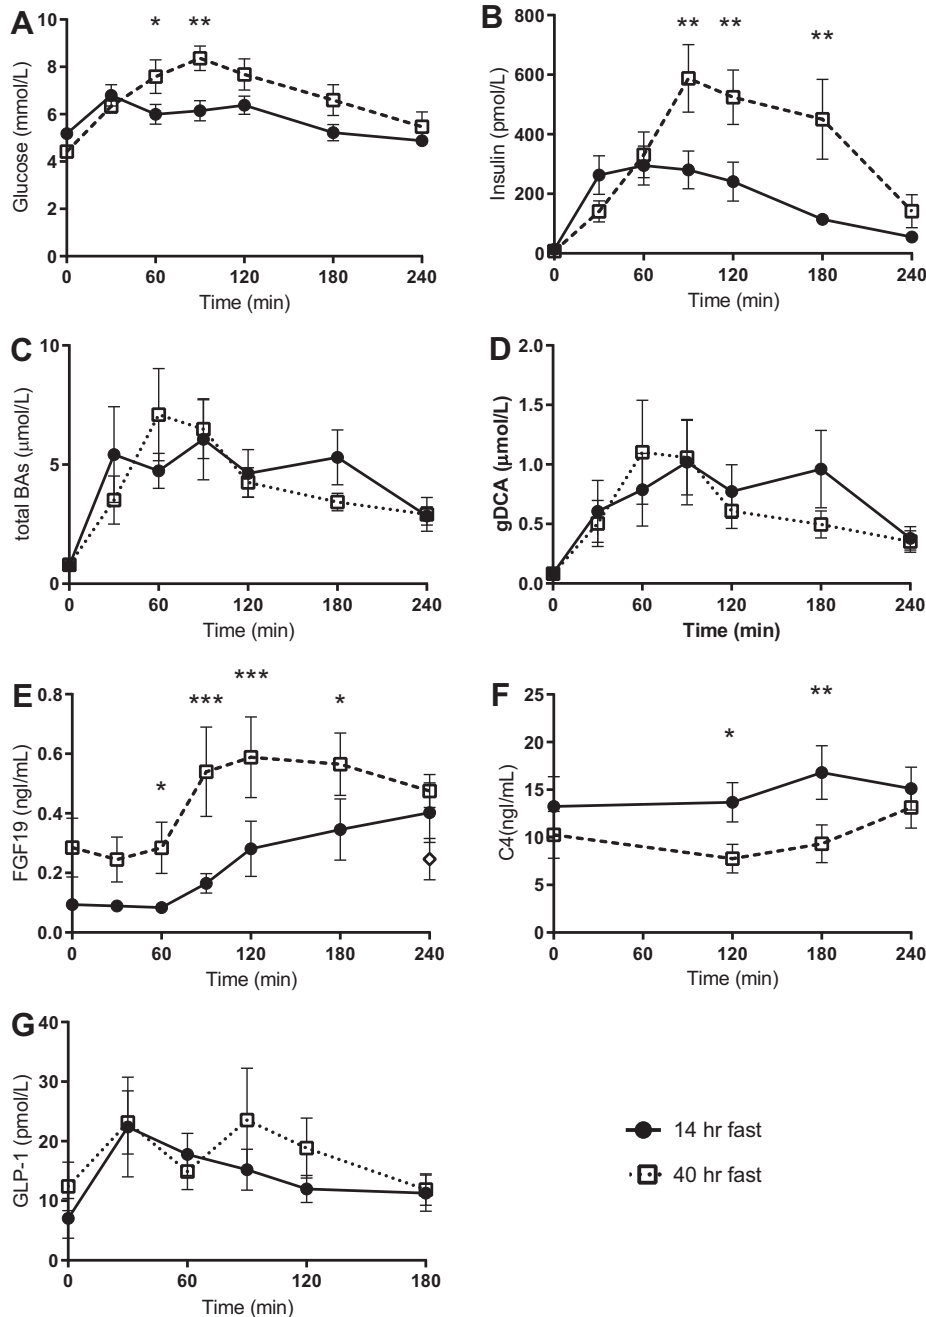 A
Glucose (mmol/L)
10
8
6
4
2
0
* **
0 60 120 180 240
Time (min)
B
Insulin (pmol/L)
800
600
400
200
0
** ** **
0 60 120 180 240
Time (min)
C
total BAs (μmol/L)
10
5
0
0 60 120 180 240
Time (min)
D
gDCA (μmol/L)
2.0
1.5
1.0
0.5
0.0
0 60 120 180 240
Time (min)
E
FGF19 (ngl/mL)
0.8
0.6
0.4
0.2
0.0
* *** *** *
0 60 120 180 240
Time (min)
F
C4(ngl/mL)
25
20
15
10
5
0
* **
0 60 120 180 240
Time (min)
G
GLP-1 (pmol/L)
40
30
20
10
0
0 60 120 180
Time (min)
14 hr fast
40 hr fast